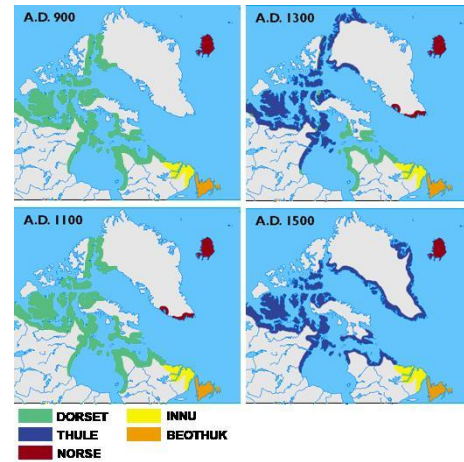 A.D. 900
A.D. 1300
A.D. 1100
A.D. 1500
DORSET
INNU
THULE
BEOTHUK
NORSE